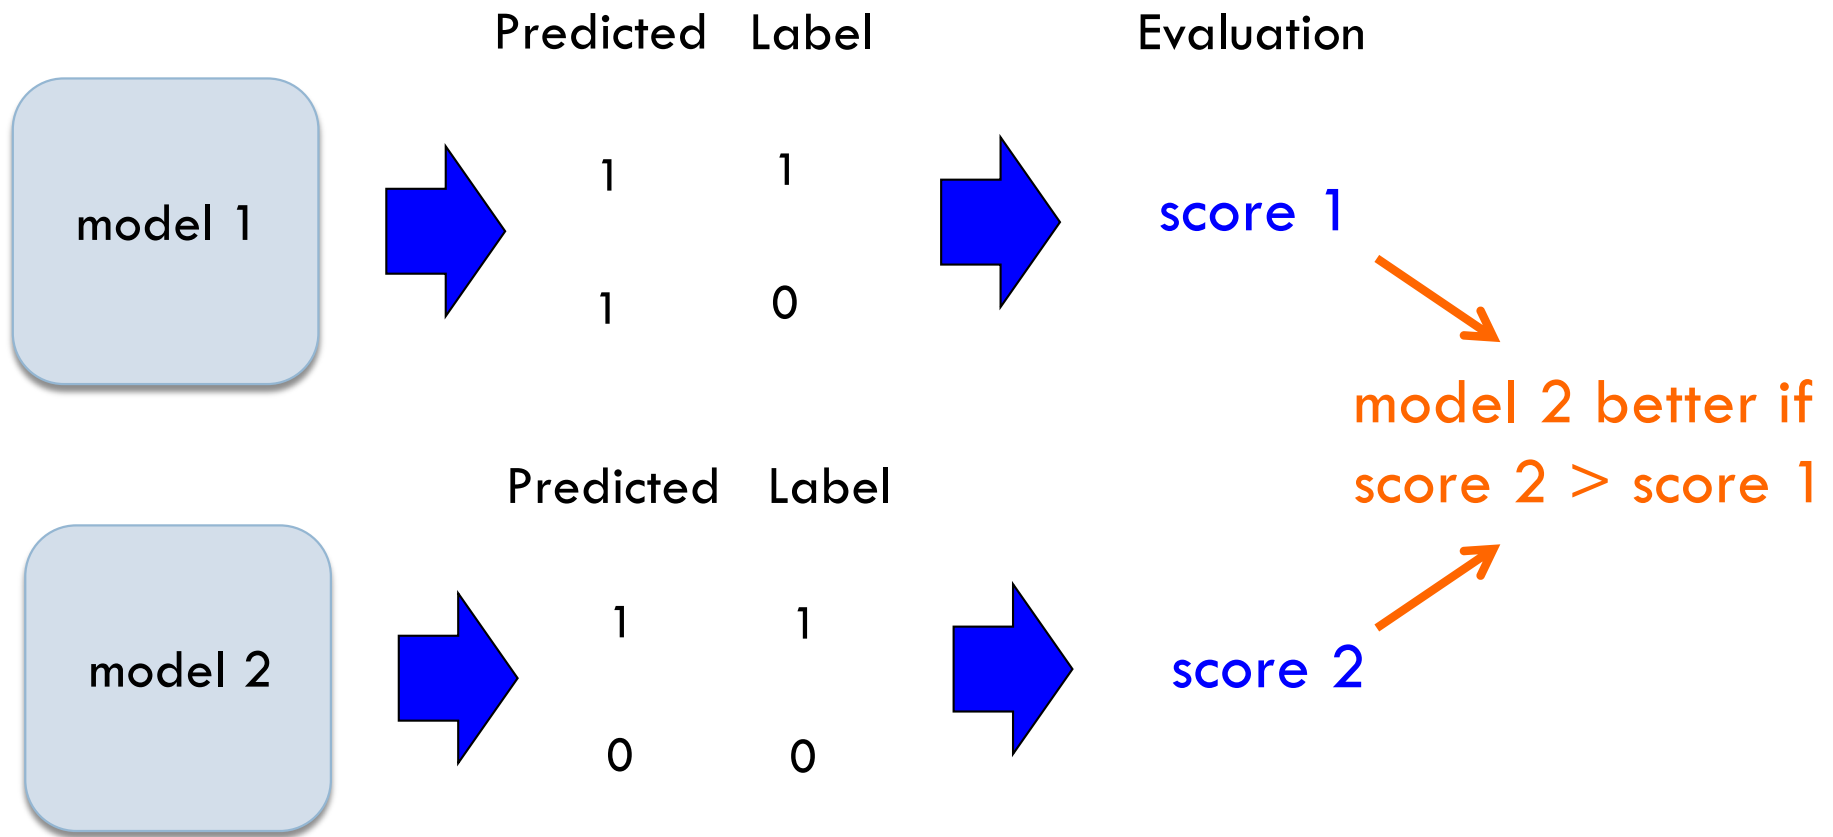 Predicted Label Evaluation
model 1
1 1
1 0
score 1
model 2 better if
score 2 > score 1
Predicted Label
model 2
1 1
0 0
score 2